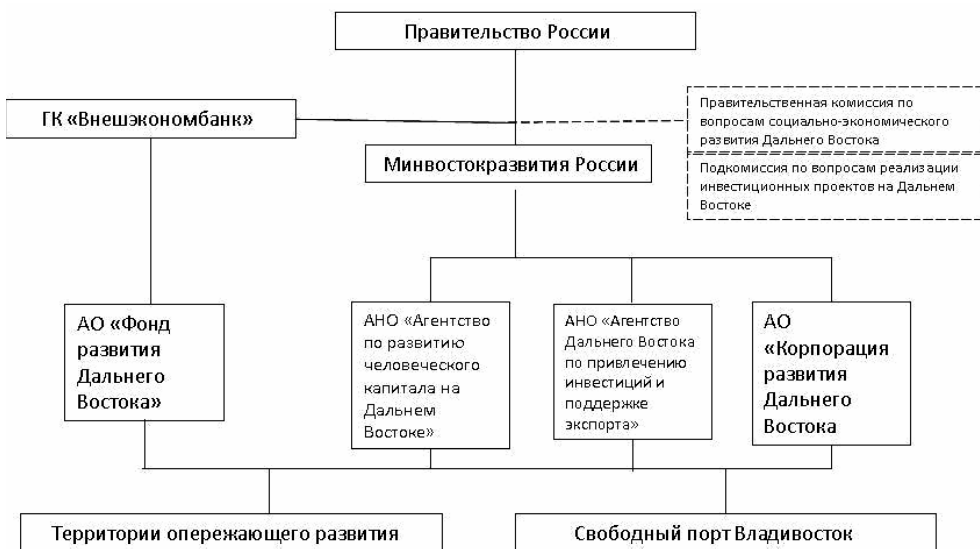 Правительство России
ГК «Внешэкономбанк»
Правительственная комиссия по
вопросам социально-экономического
развития Дальнего Востока
Минвостокразвития России
Подкомиссия по вопросам реализации
инвестиционных проектов на Дальнем
Востоке
АО «Фонд
развития
Дальнего
Востока»
АНО «Агентство
по развитию
человеческого
капитала на
Дальнем
Востоке»
АНО «Агентство
Дальнего Востока
по привлечению
инвестиций и
поддержке
экспорта»
АО
«Корпорация
развития
Дальнего
Востока
Территории опережающего развития
Свободный порт Владивосток